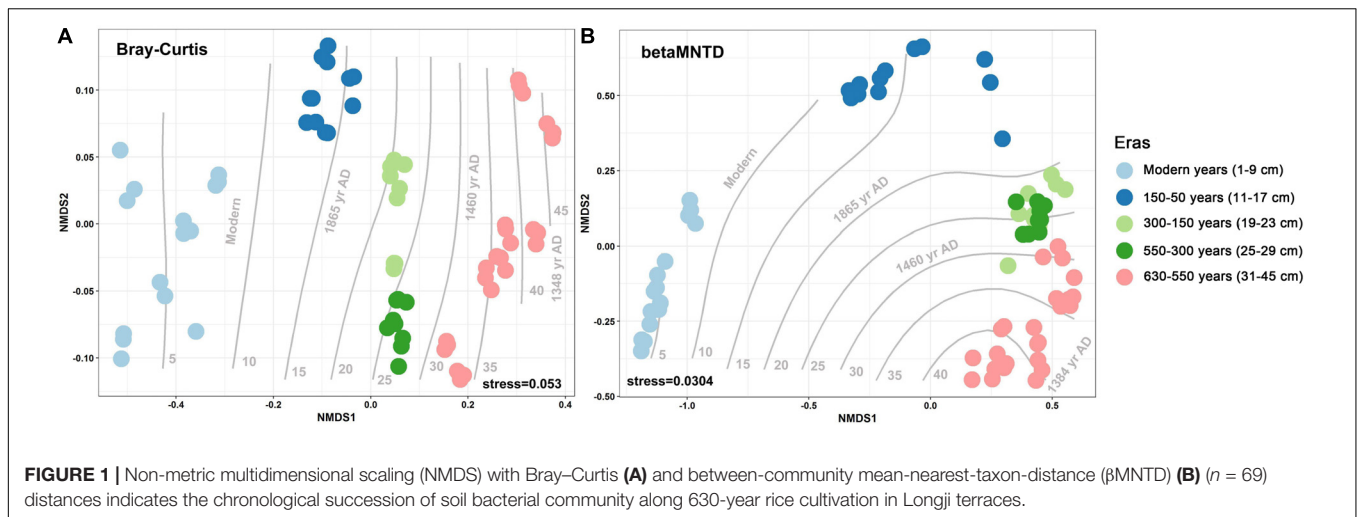 A
Bray-Curtis
0.10
0.05
0.00
-0.05
-0.10
NMDS2
-0.4
-0.2
0.0
0.2
0.4
NMDS1
Modern
1865 yr AD
1460 yr AD
1348 yr AD
5
10
15
20
25
30
35
40
45
stress=0.053
B
betaMNTD
0.50
0.25
0.00
-0.25
-0.50
NMDS2
-1.0
-0.5
0.0
0.5
NMDS1
Modern
1865 yr AD
1460 yr AD
1384 yr AD
5
10
15
20
25
30
35
40
stress=0.0304
Eras
Modern years (1-9 cm)
150-50 years (11-17 cm)
300-150 years (19-23 cm)
550-300 years (25-29 cm)
630-550 years (31-45 cm)
FIGURE 1 | Non-metric multidimensional scaling (NMDS) with Bray–Curtis (A) and between-community mean-nearest-taxon-distance (βMNTD) (B) (n = 69)
distances indicates the chronological succession of soil bacterial community along 630-year rice cultivation in Longji terraces.